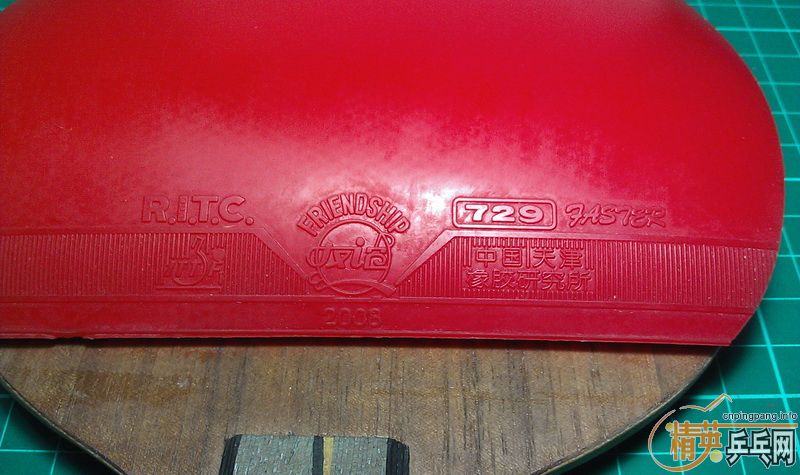 R.I.T.C.
FRIENDSHIP
729 FASTER
ITTF A
中国天津
橡胶研究所
2008
cnpingpang.info
精英乒乓网